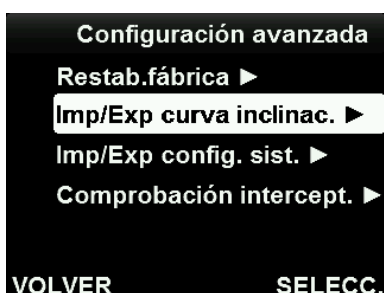 Configuración avanzada
Restab.fábrica ►
Imp/Exp curva inclinac. ►
Imp/Exp config. sist. ►
Comprobación intercept. ►
VOLVER SELECC.